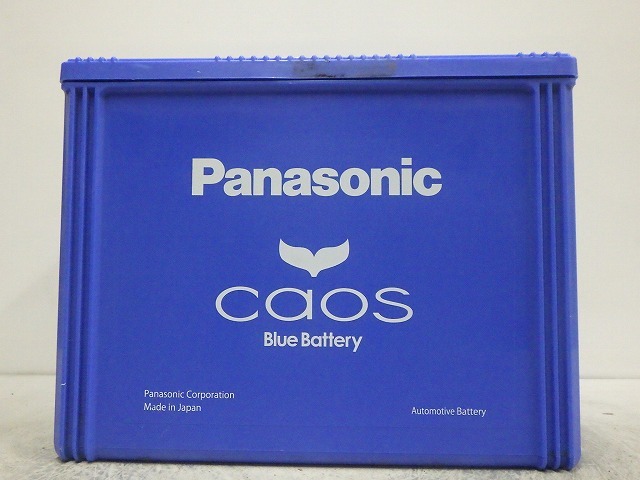 Panasonic
caos
Blue Battery
Panasonic Corporation
Made in Japan
Automotive Battery